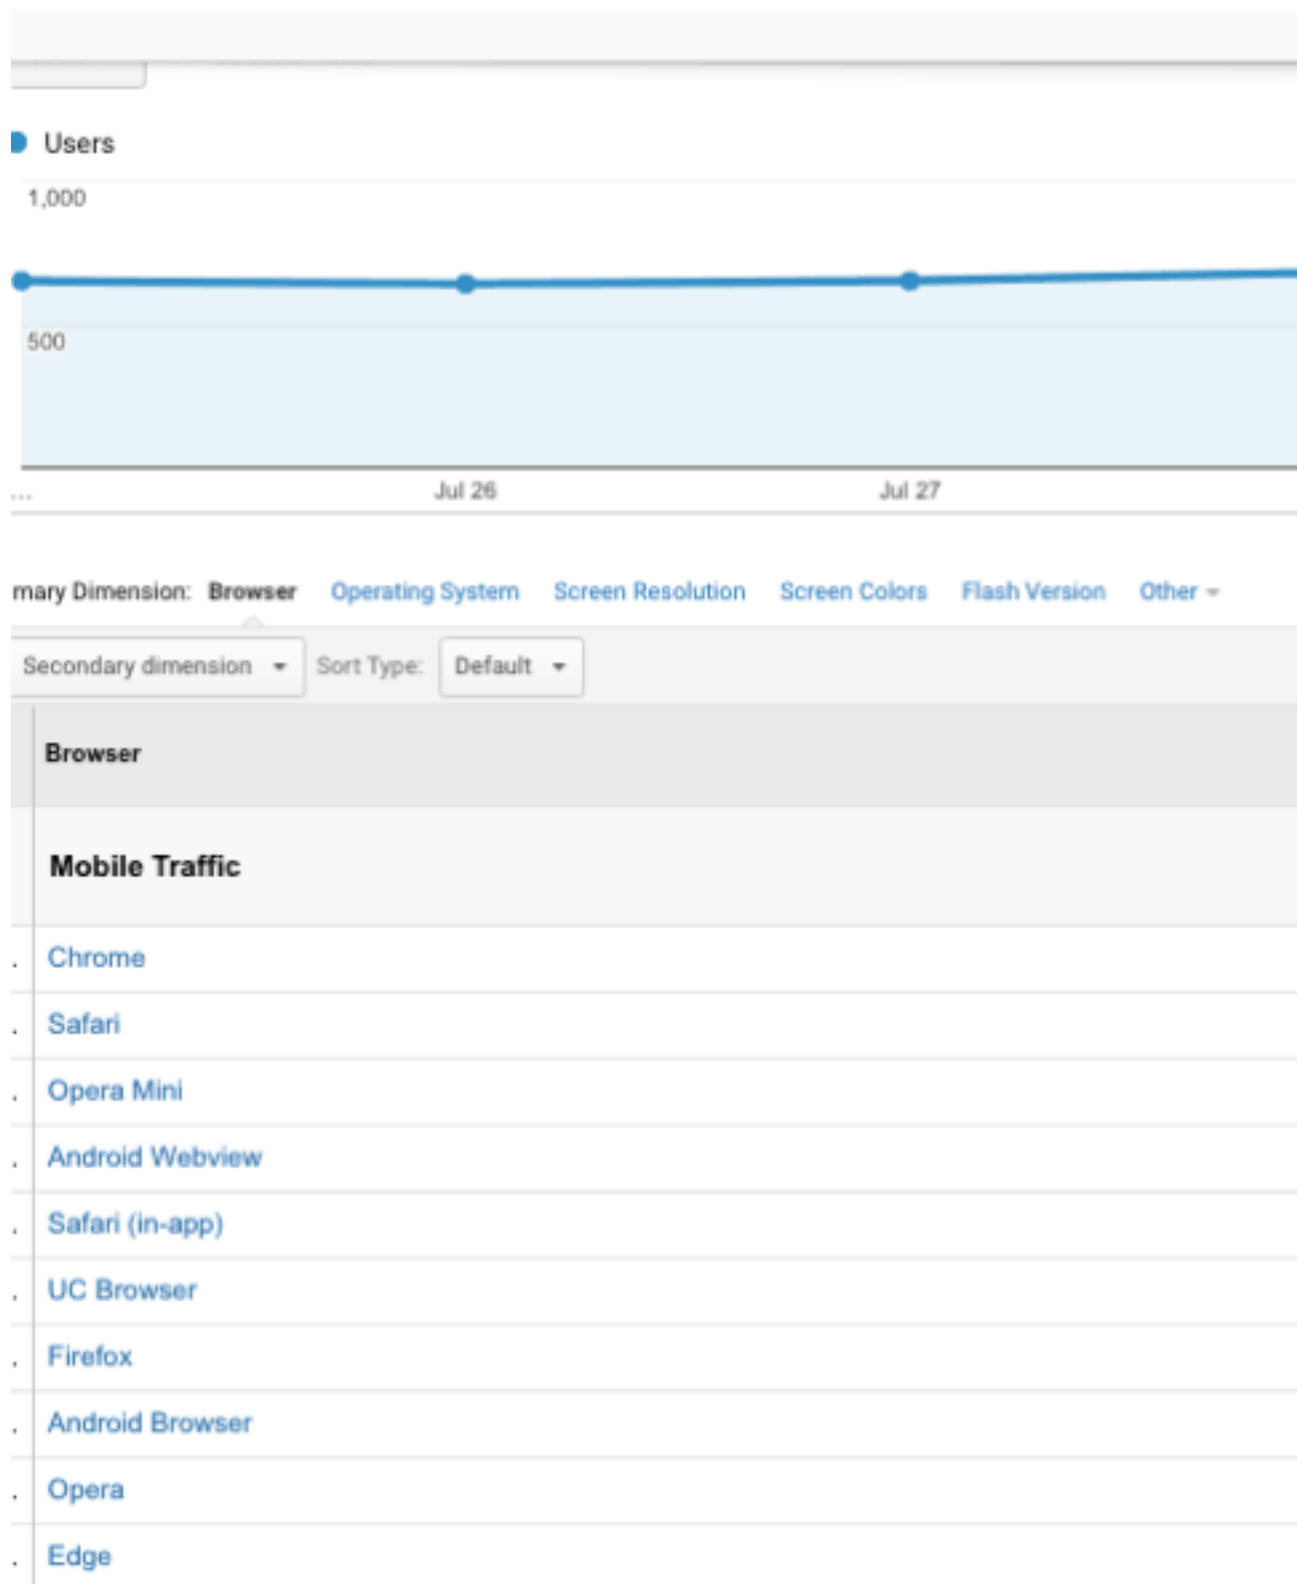 Users
1,000
500
...
Jul 26 Jul 27
mary Dimension: Browser Operating System Screen Resolution Screen Colors Flash Version Other
Secondary dimension Sort Type: Default
Browser
Mobile Traffic
. Chrome
. Safari
. Opera Mini
. Android Webview
. Safari (in-app)
. UC Browser
. Firefox
. Android Browser
. Opera
. Edge